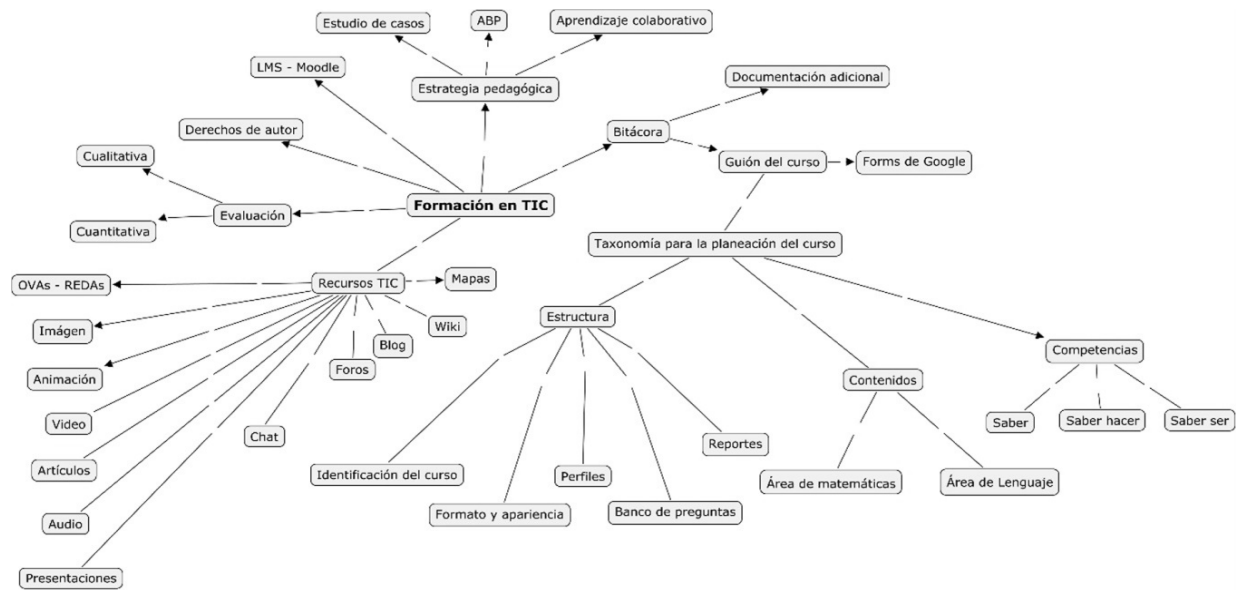 Estudio de casos
ABP
Aprendizaje colaborativo
LMS - Moodle
Estrategia pedagógica
Documentación adicional
Derechos de autor
Bitácora
Cualitativa
Guión del curso
Forms de Google
Evaluación
Formación en TIC
Cuantitativa
Taxonomía para la planeación del curso
OVAs - REDAs
Recursos TIC
Mapas
Imágen
Wiki
Estructura
Blog
Competencias
Animación
Foros
Contenidos
Video
Chat
Saber
Saber hacer
Saber ser
Reportes
Artículos
Identificación del curso
Perfiles
Área de matemáticas
Área de Lenguaje
Formato y apariencia
Banco de preguntas
Audio
Presentaciones